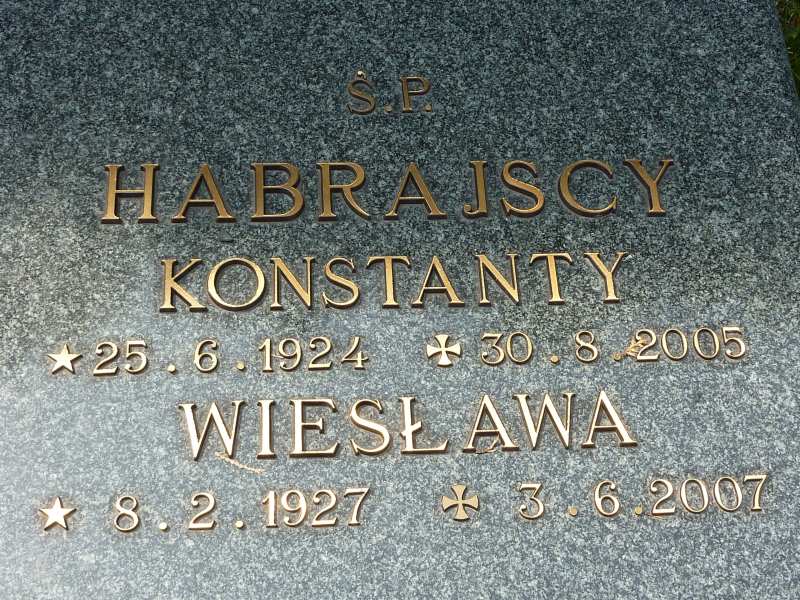 Ś.P.
HABRAJSCY
KONSTANTY
★ 25.6.1924 ✠ 30.8.2005
WIESŁAWA
★ 8.2.1927 ✠ 3.6.2007